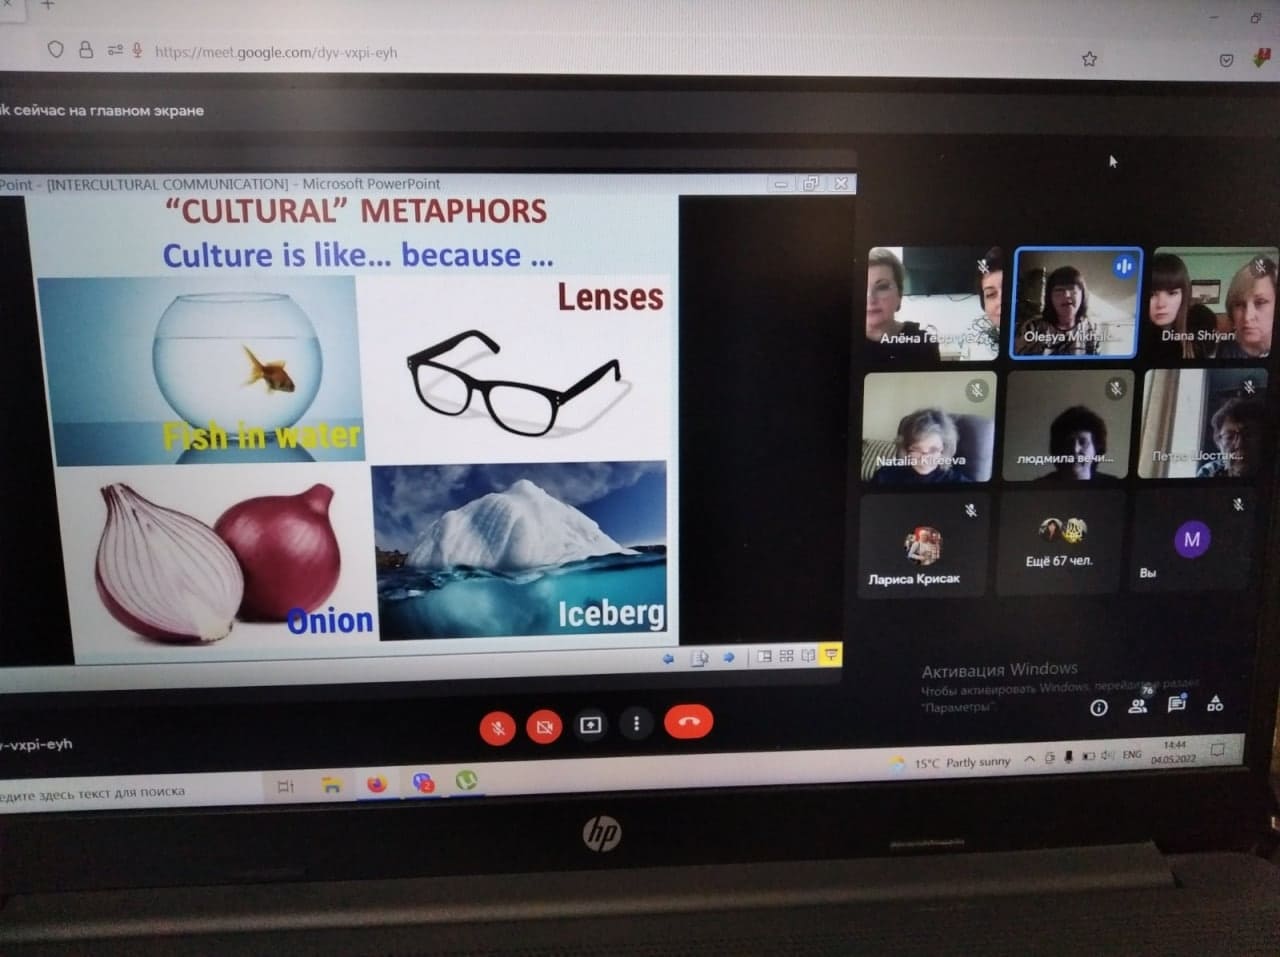 https://meet.google.com/dyv-vxpi-eyh
сейчас на главном экране
Point - [INTERCULTURAL COMMUNICATION] - Microsoft PowerPoint
“CULTURAL” METAPHORS
Culture is like... because ...
Lenses
Fish in water
Onion
Iceberg
Алёна
Olesya Mikhal...
Diana Shiyan
Natalia Kireeva
людмила вечи...
Петро Шостак...
Лариса Крисак
Ещё 67 чел.
M
Вы
Активация Windows
Чтобы активировать Windows, перейдите в раздел
"Параметры".
76
-vxpi-eyh
едите здесь текст для поиска
2
15°C Partly sunny
ENG
14:44
04.05.2022
hp